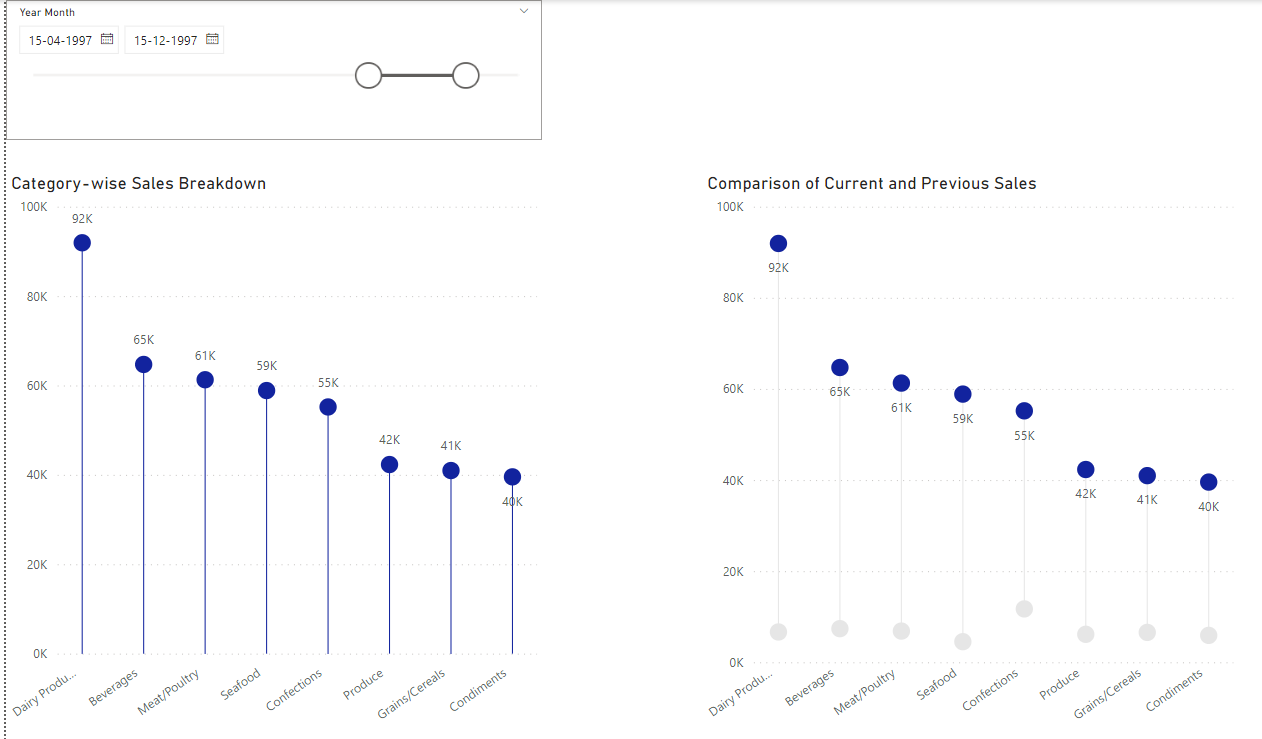 Year Month
15-04-1997 15-12-1997
Category-wise Sales Breakdown
100K
80K
60K
40K
20K
0K
92K
65K
61K
59K
55K
42K
41K
40K
Dairy Produ...
Beverages
Meat/Poultry
Seafood
Confections
Produce
Grains/Cereals
Condiments
Comparison of Current and Previous Sales
100K
80K
60K
40K
20K
0K
92K
65K
61K
59K
55K
42K
41K
40K
Dairy Produ...
Beverages
Meat/Poultry
Seafood
Confections
Produce
Grains/Cereals
Condiments